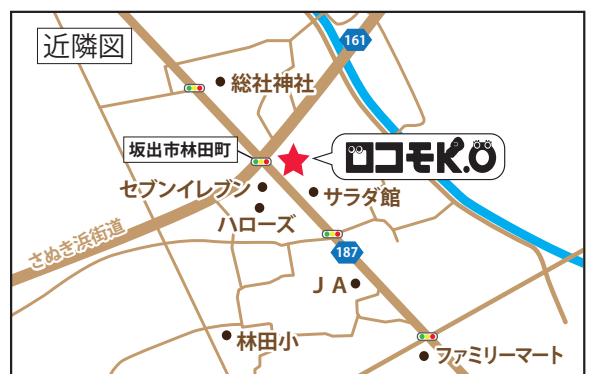 近隣図
161
総社神社
坂出市林田町
ロコモK.O
セブンイレブン
サラダ館
ハローズ
さぬき浜街道
187
JA
林田小
ファミリーマート